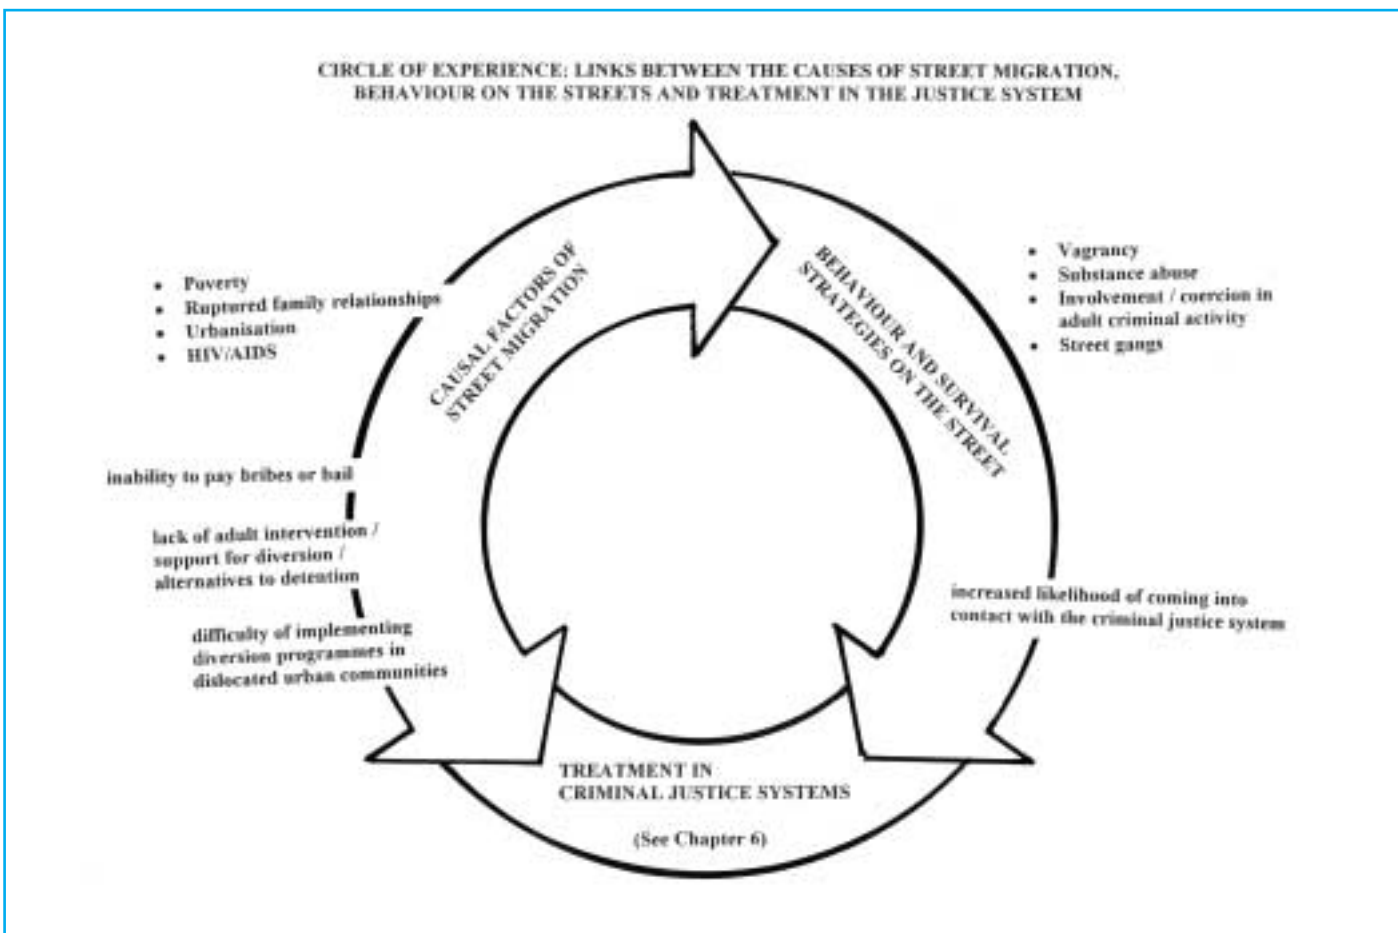 CIRCLE OF EXPERIENCE: LINKS BETWEEN THE CAUSES OF STREET MIGRATION,
BEHAVIOUR ON THE STREETS AND TREATMENT IN THE JUSTICE SYSTEM
• Poverty
• Ruptured family relationships
• Urbanisation
• HIV/AIDS
CAUSAL FACTORS OF
STREET MIGRATION
BEHAVIOUR AND SURVIVAL
STRATEGIES ON THE STREET
• Vagrancy
• Substance abuse
• Involvement / coercion in
adult criminal activity
• Street gangs
inability to pay bribes or bail
lack of adult intervention /
support for diversion /
alternatives to detention
difficulty of implementing
diversion programmes in
dislocated urban communities
increased likelihood of coming into
contact with the criminal justice system
TREATMENT IN
CRIMINAL JUSTICE SYSTEMS
(See Chapter 6)